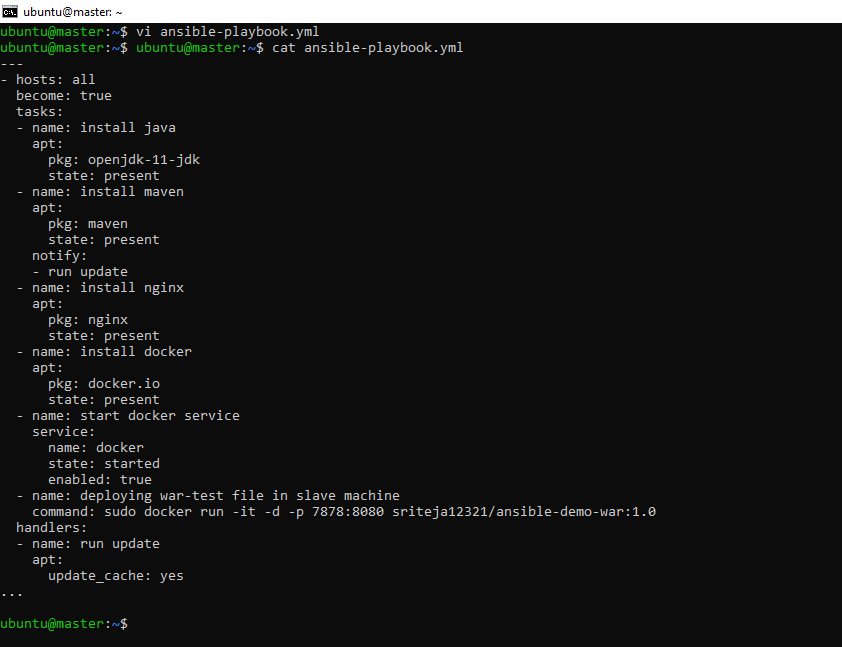 ubuntu@master: ~
ubuntu@master:~$ vi ansible-playbook.yml
ubuntu@master:~$ ubuntu@master:~$ cat ansible-playbook.yml
---
- hosts: all
  become: true
  tasks:
  - name: install java
    apt:
      pkg: openjdk-11-jdk
      state: present
  - name: install maven
    apt:
      pkg: maven
      state: present
    notify:
    - run update
  - name: install nginx
    apt:
      pkg: nginx
      state: present
  - name: install docker
    apt:
      pkg: docker.io
      state: present
  - name: start docker service
    service:
      name: docker
      state: started
      enabled: true
  - name: deploying war-test file in slave machine
    command: sudo docker run -it -d -p 7878:8080 sriteja12321/ansible-demo-war:1.0
  handlers:
  - name: run update
    apt:
      update_cache: yes
...
ubuntu@master:~$